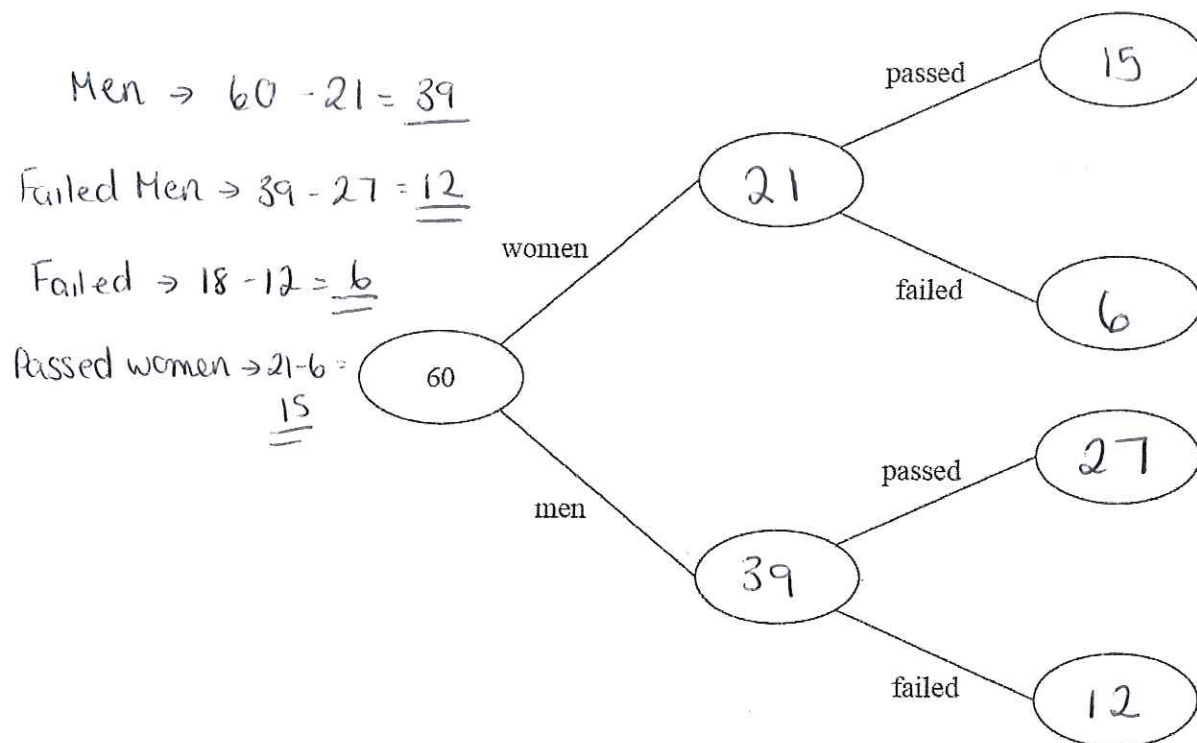 Men → 60 - 21 = 39
Failed Men → 39 - 27 = 12
Failed → 18 - 12 = 6
Passed women → 21 - 6 =
15
60
women
men
21
39
passed
failed
passed
failed
15
6
27
12